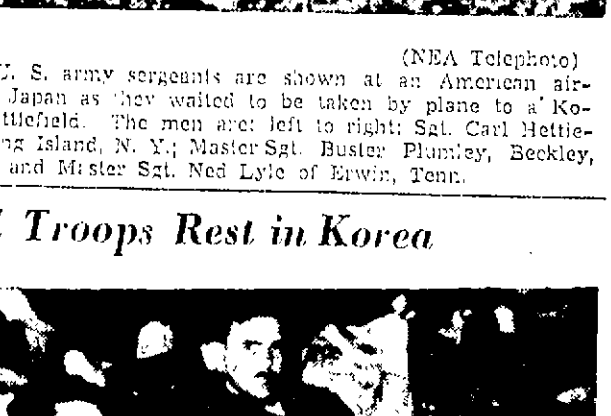 (NEA Telephoto)
U. S. army sergeants are shown at an American air-
Japan as they waited to be taken by plane to a Ko-
ttlefield. The men are: left to right: Sgt. Carl Hettie-
ng Island, N. Y.; Master Sgt. Buster Plumley, Beckley,
and Master Sgt. Ned Lyle of Erwin, Tenn.
Troops Rest in Korea